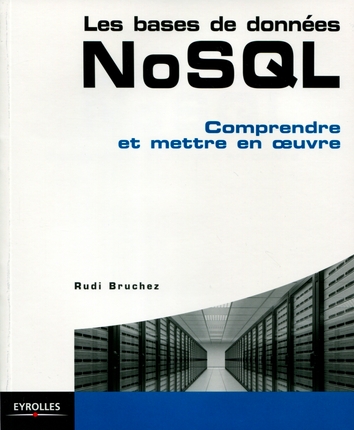 Les bases de données
NoSQL
Comprendre
et mettre en œuvre
Rudi Bruchez
EYROLLES